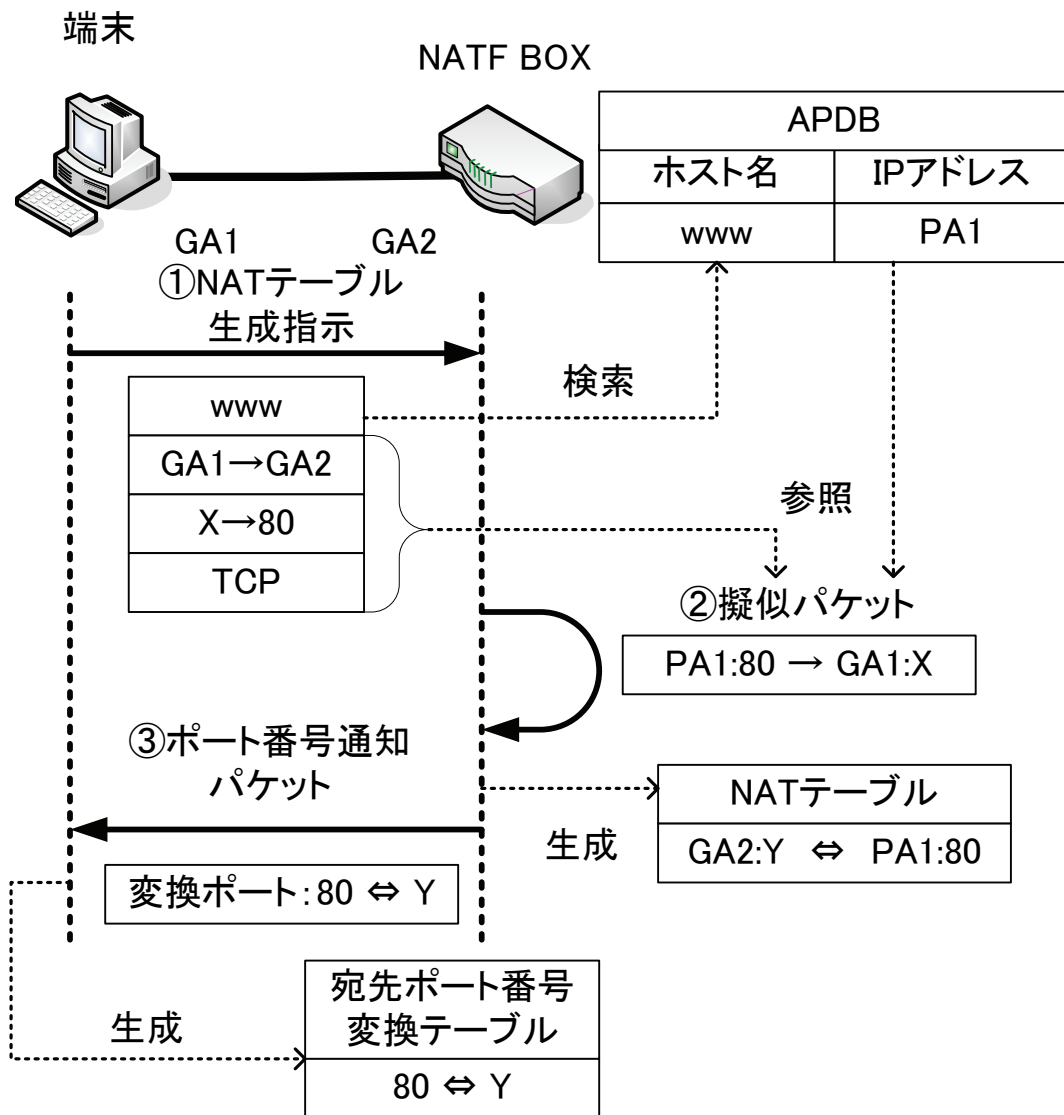 端末
NATF BOX
APDB
ホスト名 IPアドレス
www PA1
GA1 GA2
①NATテーブル
生成指示
検索
www
GA1→GA2
X→80
TCP
参照
②擬似パケット
PA1:80 → GA1:X
③ポート番号通知
パケット
NATテーブル
生成
GA2:Y ⇔ PA1:80
変換ポート:80 ⇔ Y
宛先ポート番号
変換テーブル
生成
80 ⇔ Y